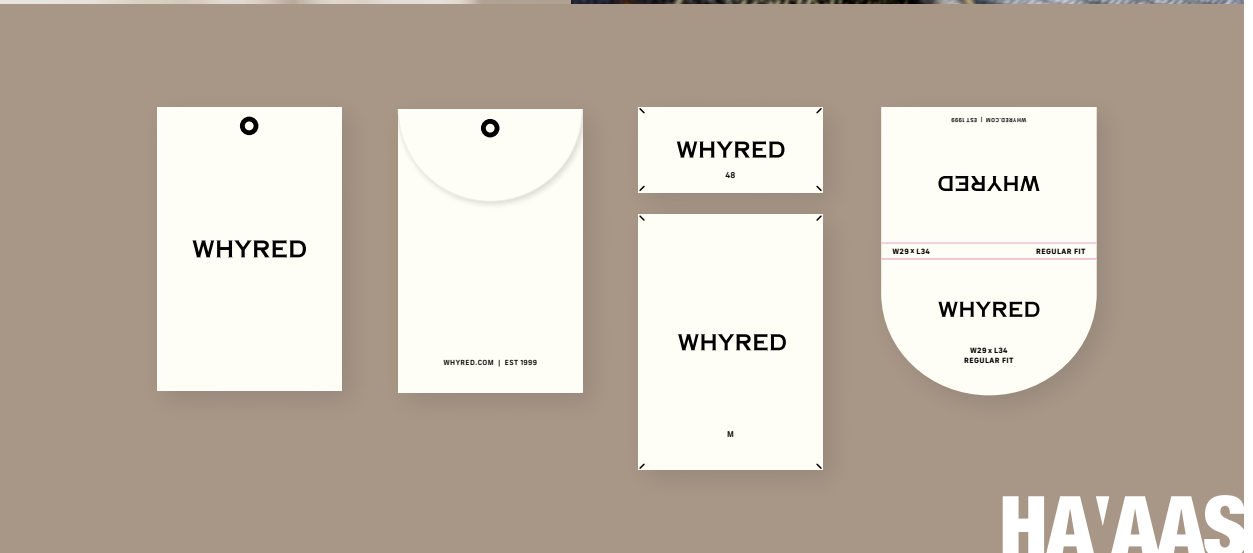 WHYRED
WHYRED.COM | EST 1999
WHYRED
48
WHYRED
M
WHYRED.COM | EST 1999
WHYRED
W29 x L34 REGULAR FIT
WHYRED
W29 x L34
REGULAR FIT
HA'AAS